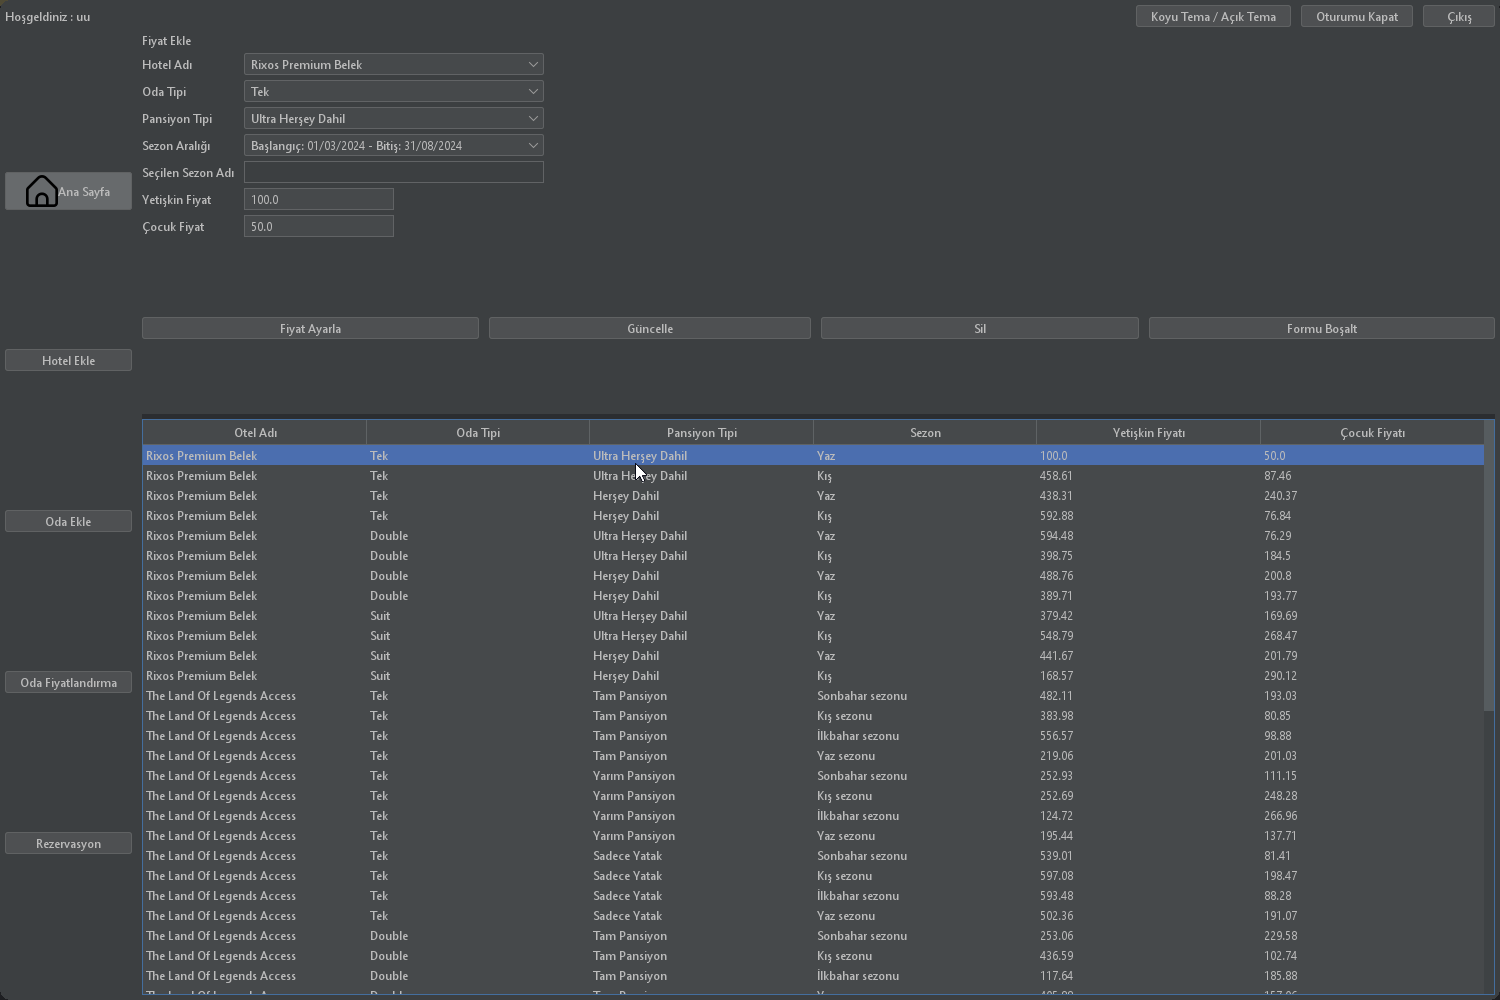 Hoşgeldiniz : uu
Koyu Tema / Açık Tema
Oturumu Kapat
Çıkış
Fiyat Ekle
Hotel Adı Rixos Premium Belek
Oda Tipi Tek
Pansiyon Tipi Ultra Herşey Dahil
Sezon Aralığı Başlangıç: 01/03/2024 - Bitiş: 31/08/2024
Seçilen Sezon Adı
Yetişkin Fiyat 100.0
Çocuk Fiyat 50.0
Ana Sayfa
Hotel Ekle
Oda Ekle
Oda Fiyatlandırma
Rezervasyon
Fiyat Ayarla Güncelle Sil Formu Boşalt
Otel Adı Oda Tipi Pansiyon Tipi Sezon Yetişkin Fiyatı Çocuk Fiyatı
Rixos Premium Belek Tek Ultra Herşey Dahil Yaz 100.0 50.0
Rixos Premium Belek Tek Ultra Herşey Dahil Kış 458.61 87.46
Rixos Premium Belek Tek Herşey Dahil Yaz 438.31 240.37
Rixos Premium Belek Tek Herşey Dahil Kış 592.88 76.84
Rixos Premium Belek Double Ultra Herşey Dahil Yaz 594.48 76.29
Rixos Premium Belek Double Ultra Herşey Dahil Kış 398.75 184.5
Rixos Premium Belek Double Herşey Dahil Yaz 488.76 200.8
Rixos Premium Belek Double Herşey Dahil Kış 389.71 193.77
Rixos Premium Belek Suit Ultra Herşey Dahil Yaz 379.42 169.69
Rixos Premium Belek Suit Ultra Herşey Dahil Kış 548.79 268.47
Rixos Premium Belek Suit Herşey Dahil Yaz 441.67 201.79
Rixos Premium Belek Suit Herşey Dahil Kış 168.57 290.12
The Land Of Legends Access Tek Tam Pansiyon Sonbahar sezonu 482.11 193.03
The Land Of Legends Access Tek Tam Pansiyon Kış sezonu 383.98 80.85
The Land Of Legends Access Tek Tam Pansiyon İlkbahar sezonu 556.57 98.88
The Land Of Legends Access Tek Tam Pansiyon Yaz sezonu 219.06 201.03
The Land Of Legends Access Tek Yarım Pansiyon Sonbahar sezonu 252.93 111.15
The Land Of Legends Access Tek Yarım Pansiyon Kış sezonu 252.69 248.28
The Land Of Legends Access Tek Yarım Pansiyon İlkbahar sezonu 124.72 266.96
The Land Of Legends Access Tek Yarım Pansiyon Yaz sezonu 195.44 137.71
The Land Of Legends Access Tek Sadece Yatak Sonbahar sezonu 539.01 81.41
The Land Of Legends Access Tek Sadece Yatak Kış sezonu 597.08 198.47
The Land Of Legends Access Tek Sadece Yatak İlkbahar sezonu 593.48 88.28
The Land Of Legends Access Tek Sadece Yatak Yaz sezonu 502.36 191.07
The Land Of Legends Access Double Tam Pansiyon Sonbahar sezonu 253.06 229.58
The Land Of Legends Access Double Tam Pansiyon Kış sezonu 436.59 102.74
The Land Of Legends Access Double Tam Pansiyon İlkbahar sezonu 117.64 185.88